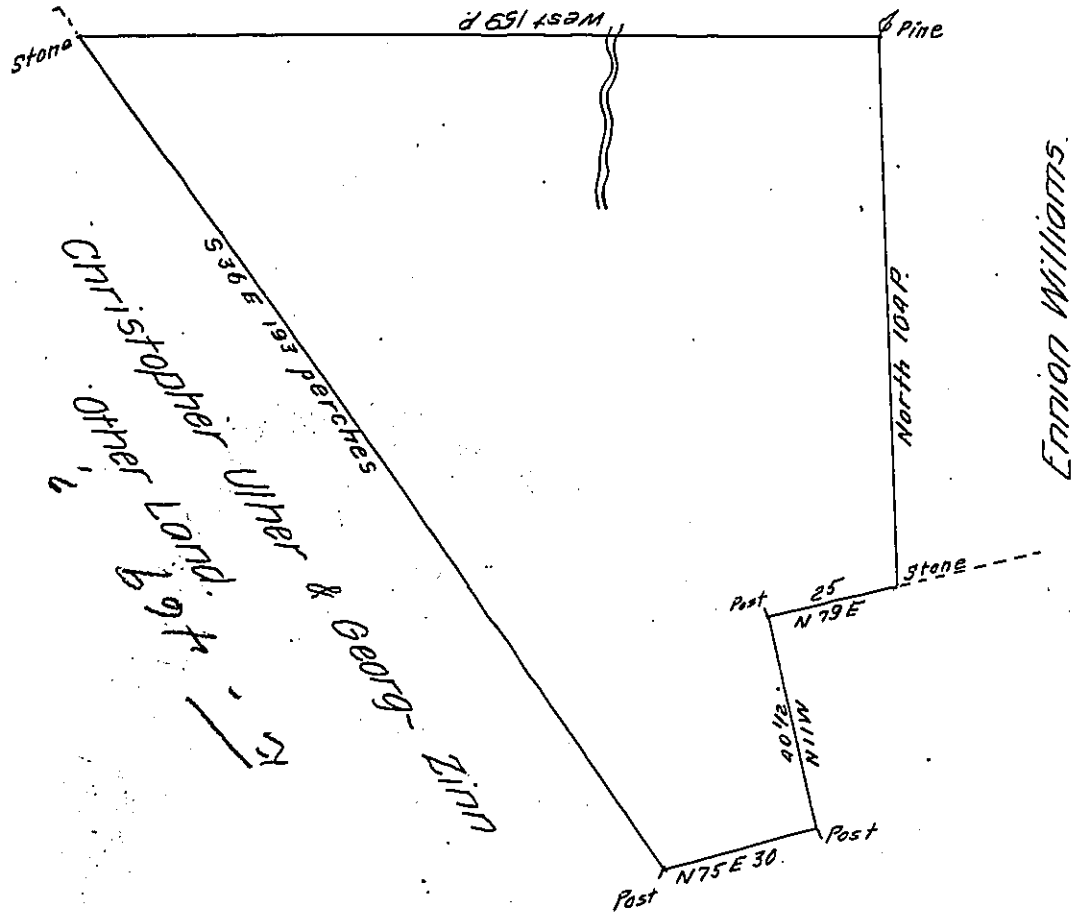 West 159 P.
Stone
Pine
Ennion Williams.
North 104 P.
S 36 E 193 perches
Christopher Ulher & Georg- Zinn
Other Land.
Stone
Post
25
N 79 E
40 1/2
N 11 W
Post
N 75 E 30.
Post